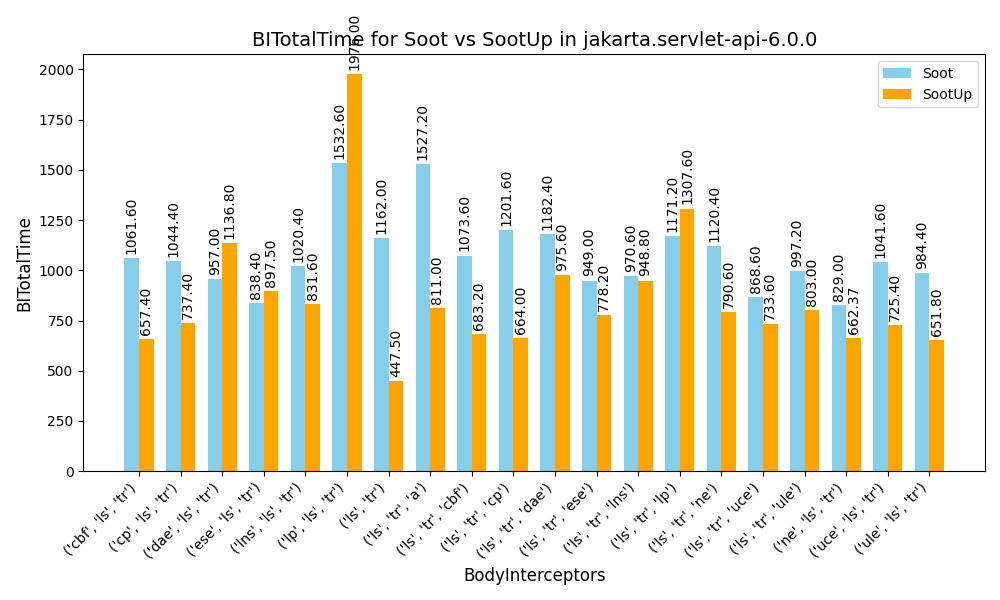 BITotalTime for Soot vs SootUp in jakarta.servlet-api-6.0.0
Soot
SootUp
BITotalTime
2000
1750
1500
1250
1000
750
500
250
0
1061.60
657.40
1044.40
737.40
957.00
1136.80
838.40
897.50
1020.40
831.60
1532.60
1162.00
447.50
1527.20
811.00
1073.60
683.20
1201.60
664.00
1182.40
975.60
949.00
778.20
970.60
948.80
1171.20
1307.60
1120.40
790.60
868.60
733.60
997.20
803.00
829.00
662.37
1041.60
725.40
984.40
651.80
('cbf', 'ls', 'tr')
('cp', 'ls', 'tr')
('dae', 'ls', 'tr')
('ese', 'ls', 'tr')
('lns', 'ls', 'tr')
('lp', 'ls', 'tr')
('ls', 'tr')
('ls', 'tr', 'a')
('ls', 'tr', 'cbf')
('ls', 'tr', 'cp')
('ls', 'tr', 'dae')
('ls', 'tr', 'ese')
('ls', 'tr', 'lns')
('ls', 'tr', 'lp')
('ls', 'tr', 'ne')
('ls', 'tr', 'uce')
('ls', 'tr', 'ule')
('ne', 'ls', 'tr')
('uce', 'ls', 'tr')
('ule', 'ls', 'tr')
BodyInterceptors